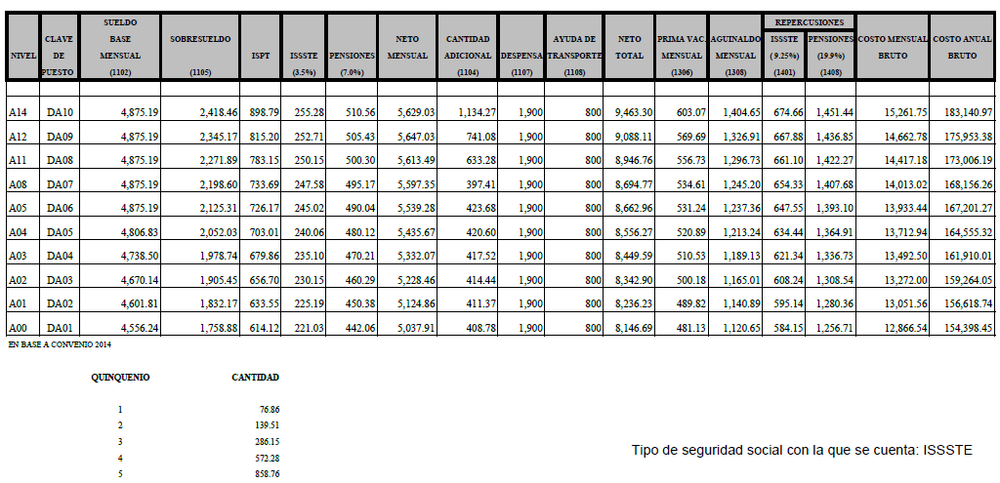 SUELDO REPERCUSIONES
CLAVE BASE NETO CANTIDAD AYUDA DE NETO PRIMA VAC. AGUINALDO ISSSTE PENSIONES COSTO MENSUAL COSTO ANUAL
NIVEL DE MENSUAL SOBRESUELDO ISPT ISSSTE PENSIONES MENSUAL ADICIONAL DESPENSA TRANSPORTE TOTAL MENSUAL MENSUAL ( 9.25%) (19.9%) BRUTO BRUTO
PUESTO (1102) (1105) (3.5%) (7.0%) (1104) (1107) (1108) (1306) (1308) (1401) (1408)
A14 DA10 4,875.19 2,418.46 898.79 255.28 510.56 5,629.03 1,134.27 1,900 800 9,463.30 603.07 1,404.65 674.66 1,451.44 15,261.75 183,140.97
A12 DA09 4,875.19 2,345.17 815.20 252.71 505.43 5,647.03 741.08 1,900 800 9,088.11 569.69 1,326.91 667.88 1,436.85 14,662.78 175,953.38
A11 DA08 4,875.19 2,271.89 783.15 250.15 500.30 5,613.49 633.28 1,900 800 8,946.76 556.73 1,296.73 661.10 1,422.27 14,417.18 173,006.19
A08 DA07 4,875.19 2,198.60 733.69 247.58 495.17 5,597.35 397.41 1,900 800 8,694.77 534.61 1,245.20 654.33 1,407.68 14,013.02 168,156.26
A05 DA06 4,875.19 2,125.31 726.17 245.02 490.04 5,539.28 423.68 1,900 800 8,662.96 531.24 1,237.36 647.55 1,393.10 13,933.44 167,201.27
A04 DA05 4,806.83 2,052.03 703.01 240.06 480.12 5,435.67 420.60 1,900 800 8,556.27 520.89 1,213.24 634.44 1,364.91 13,712.94 164,555.32
A03 DA04 4,738.50 1,978.74 679.86 235.10 470.21 5,332.07 417.52 1,900 800 8,449.59 510.53 1,189.13 621.34 1,336.73 13,492.50 161,910.01
A02 DA03 4,670.14 1,905.45 656.70 230.15 460.29 5,228.46 414.44 1,900 800 8,342.90 500.18 1,165.01 608.24 1,308.54 13,272.00 159,264.05
A01 DA02 4,601.81 1,832.17 633.55 225.19 450.38 5,124.86 411.37 1,900 800 8,236.23 489.82 1,140.89 595.14 1,280.36 13,051.56 156,618.74
A00 DA01 4,556.24 1,758.88 614.12 221.03 442.06 5,037.91 408.78 1,900 800 8,146.69 481.13 1,120.65 584.15 1,256.71 12,866.54 154,398.45
EN BASE A CONVENIO 2014
QUINQUENIO CANTIDAD
1 76.86
2 139.51
3 286.15
4 572.28
5 858.76
Tipo de seguridad social con la que se cuenta: ISSSTE